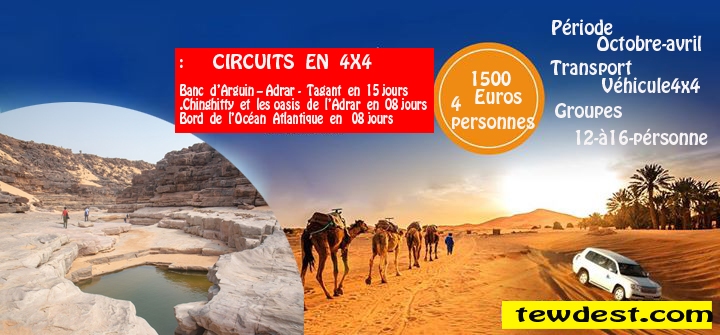 : CIRCUITS EN 4X4
Banc d'Arguin – Adrar - Tagant en 15 jours
.Chinghitty et les oasis de l'Adrar en 08 jours
Bord de l'Océan Atlantique en 08 jours
1500
Euros
4
personnes
Période
Octobre-avril
Transport
Véhicule4x4
Groupes
12-à16-pérsonne
tewdest.com